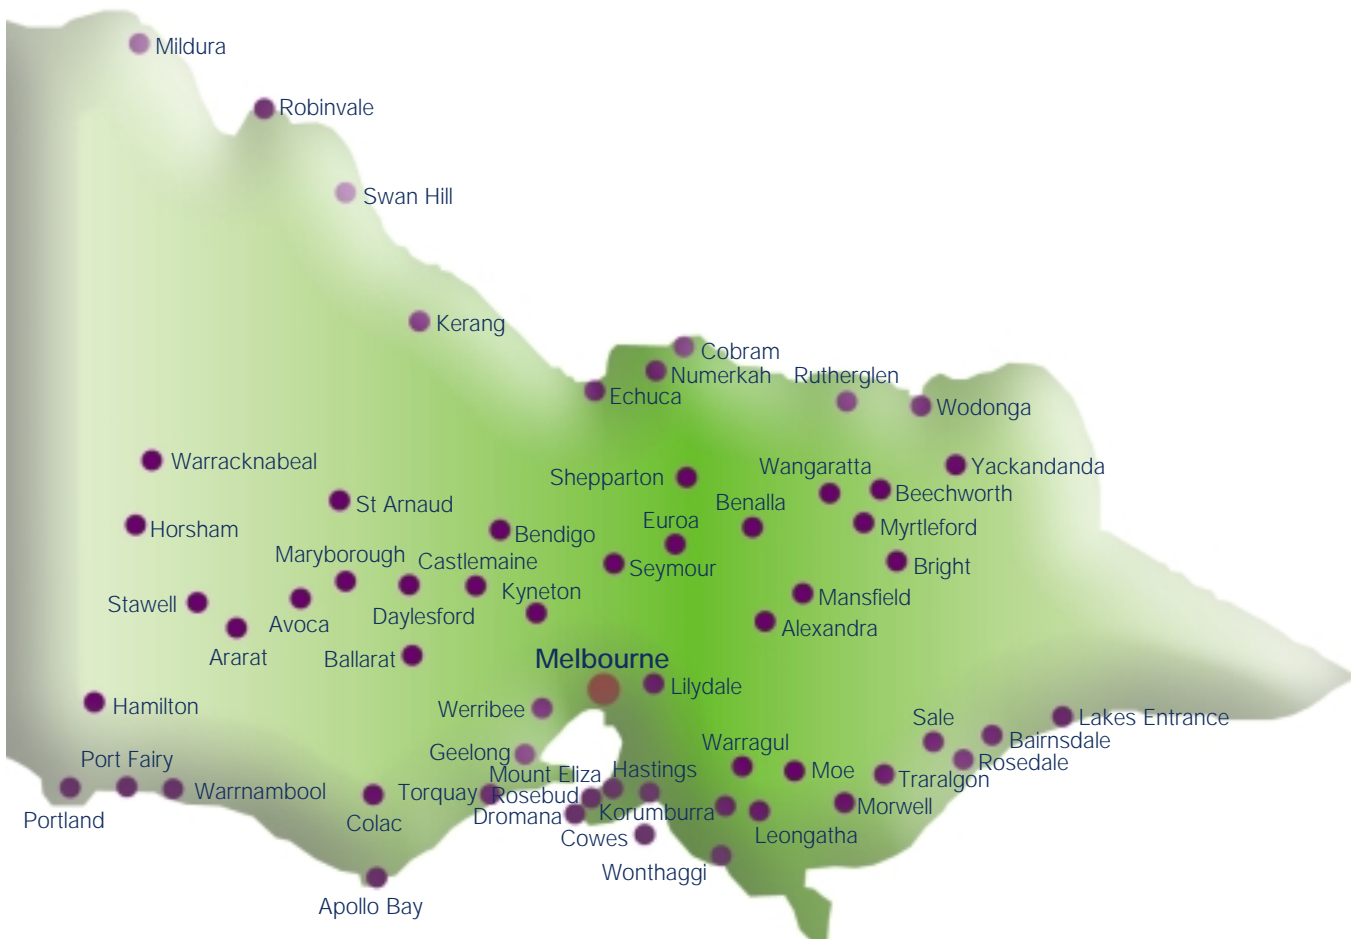 Mildura
Robinvale
Swan Hill
Kerang
Cobram
Numerkah
Rutherglen
Echuca
Wodonga
Warracknabeal
Shepparton
Wangaratta
Yackandanda
St Arnaud
Benalla
Beechworth
Horsham
Bendigo
Euroa
Myrtleford
Maryborough
Castlemaine
Seymour
Bright
Stawell
Avoca
Daylesford
Kyneton
Mansfield
Ararat
Ballarat
Alexandra
Melbourne
Lilydale
Hamilton
Werribee
Sale
Lakes Entrance
Port Fairy
Geelong
Warragul
Bairnsdale
Mount Eliza
Hastings
Moe
Rosedale
Warrnambool
Torquay
Rosebud
Traralgon
Portland
Colac
Dromana
Korumburra
Morwell
Cowes
Leongatha
Wonthaggi
Apollo Bay